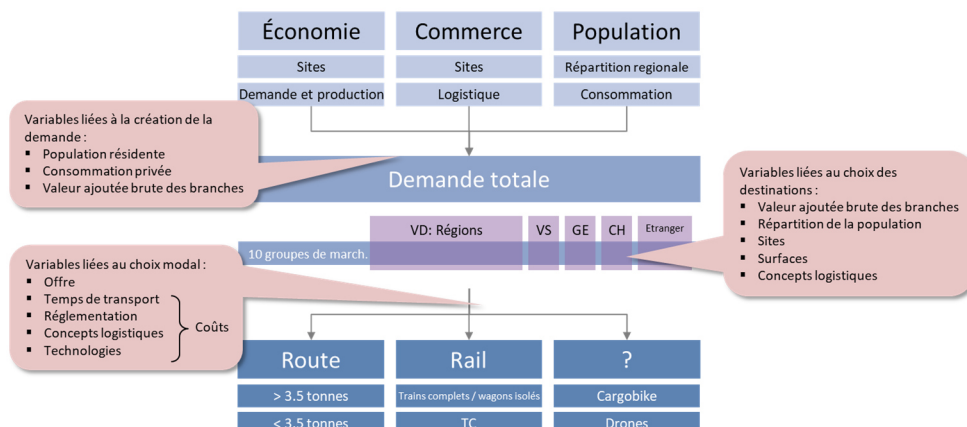 Économie
Commerce
Population
Sites
Sites
Répartition regionale
Demande et production
Logistique
Consommation
Variables liées à la création de la
demande :
▪ Population résidente
▪ Consommation privée
▪ Valeur ajoutée brute des branches
Demande totale
Variables liées au choix des
destinations :
▪ Valeur ajoutée brute des branches
▪ Répartition de la population
▪ Sites
▪ Surfaces
▪ Concepts logistiques
VD: Régions
VS
GE
CH
Etranger
10 groupes de march.
Variables liées au choix modal :
▪ Offre
▪ Temps de transport
▪ Réglementation
▪ Concepts logistiques
▪ Technologies
Coûts
Route
Rail
?
> 3.5 tonnes
Trains complets / wagons isolés
Cargobike
< 3.5 tonnes
TC
Drones